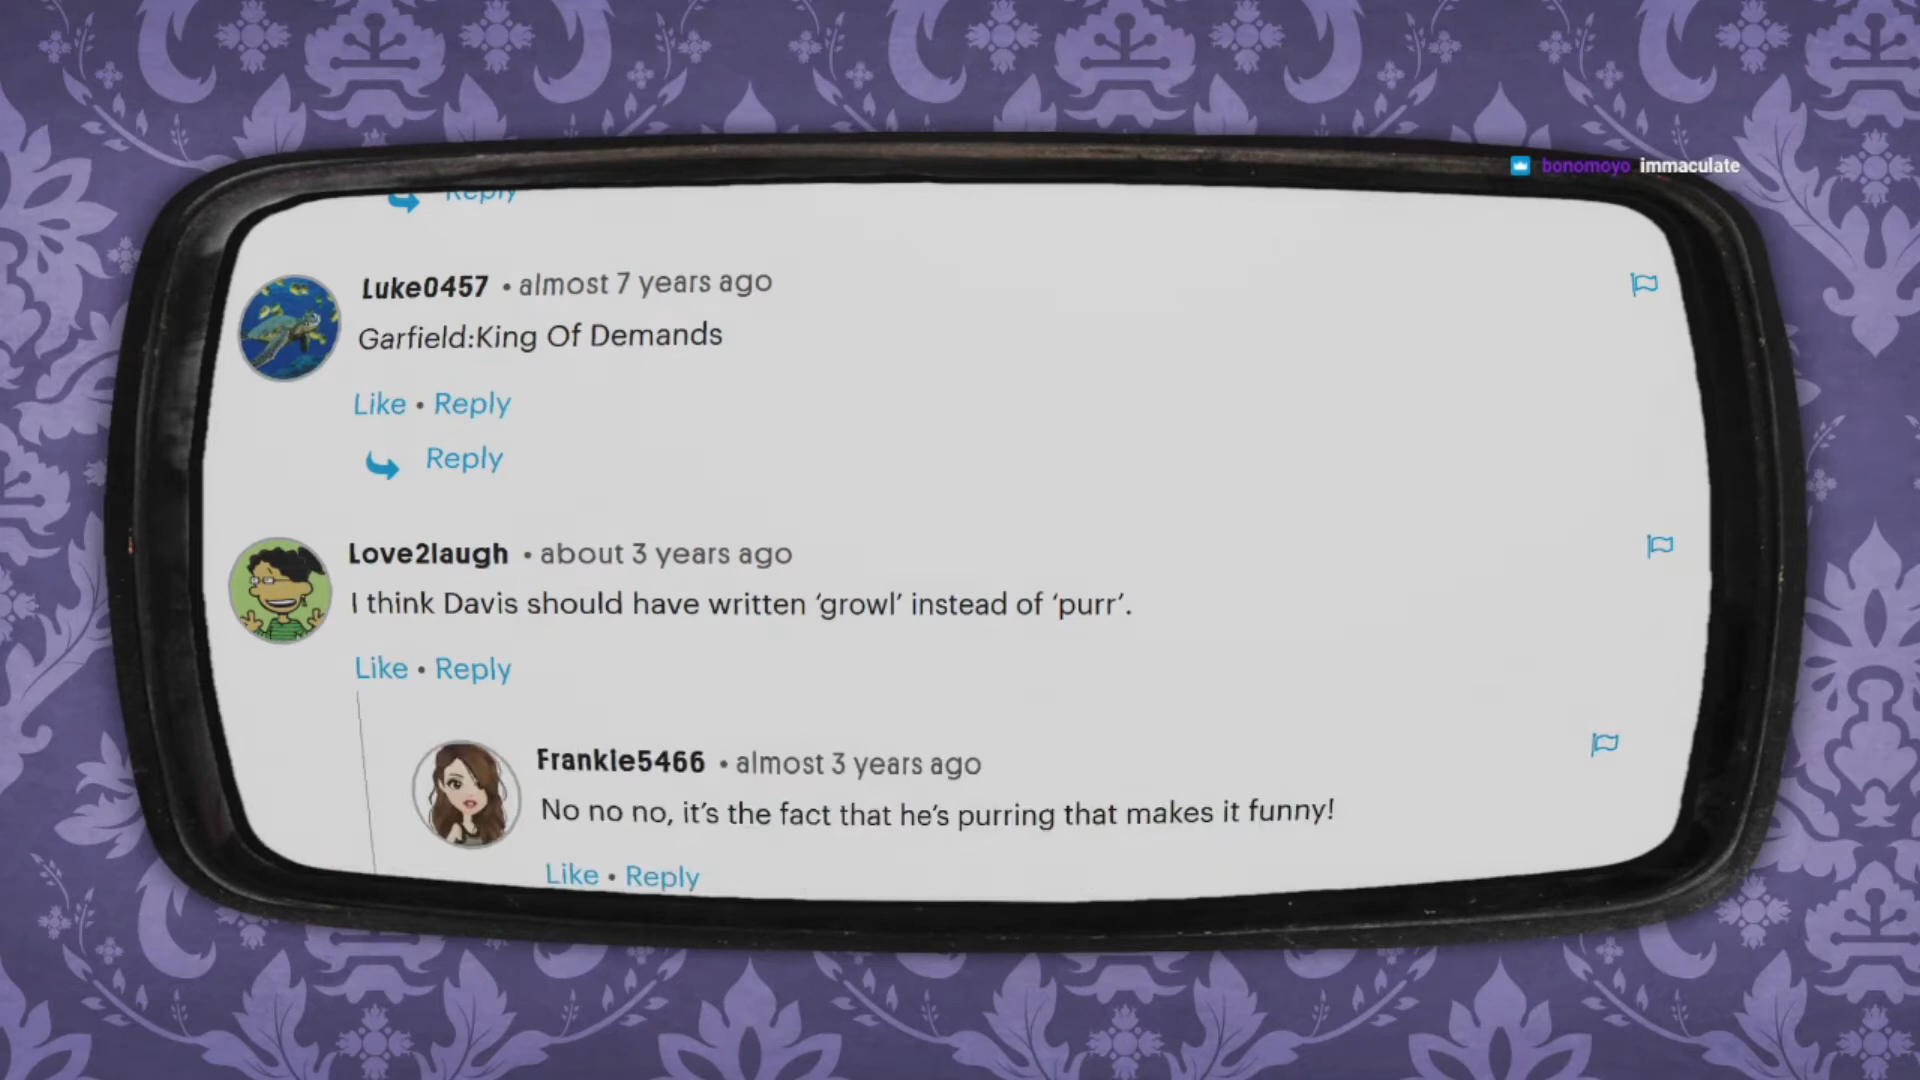 bonomoyo immaculate
Reply
Luke0457 • almost 7 years ago
Garfield:King Of Demands
Like • Reply
Reply
Love2laugh • about 3 years ago
I think Davis should have written ‘growl’ instead of ‘purr’.
Like • Reply
Frankie5466 • almost 3 years ago
No no no, it’s the fact that he’s purring that makes it funny!
Like • Reply